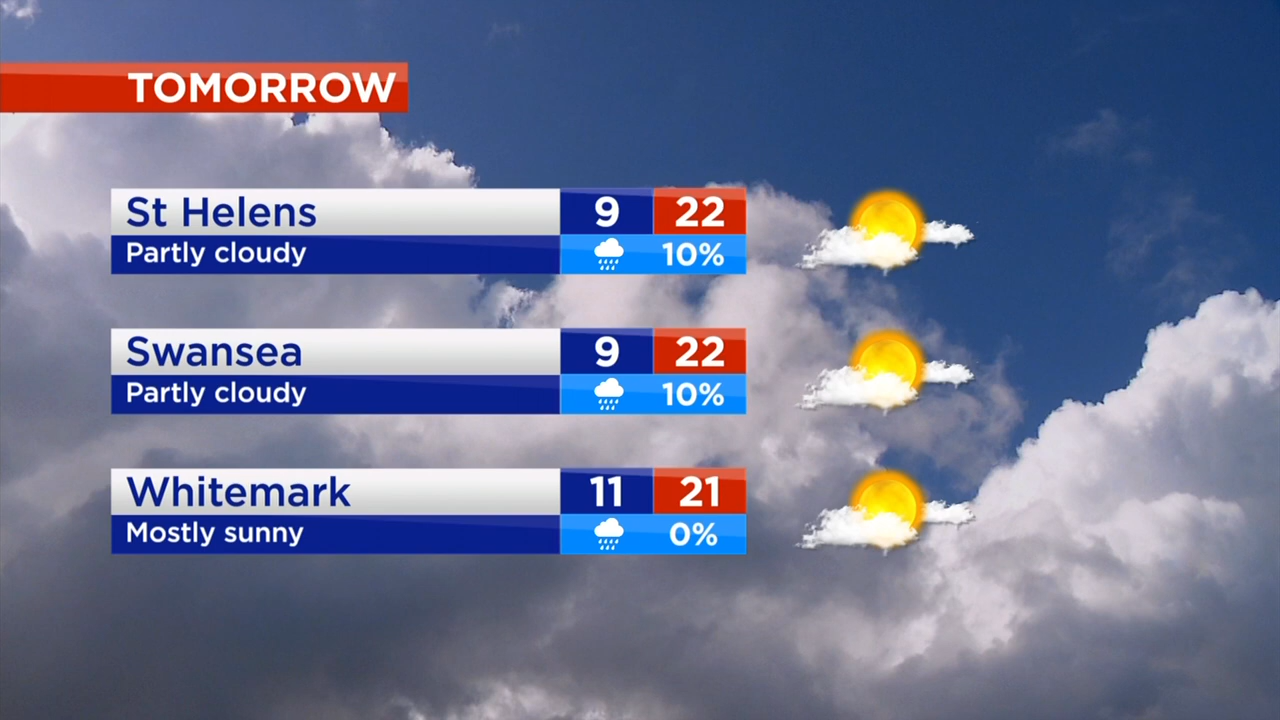 TOMORROW
St Helens 9 22
Partly cloudy 10%
Swansea 9 22
Partly cloudy 10%
Whitemark 11 21
Mostly sunny 0%